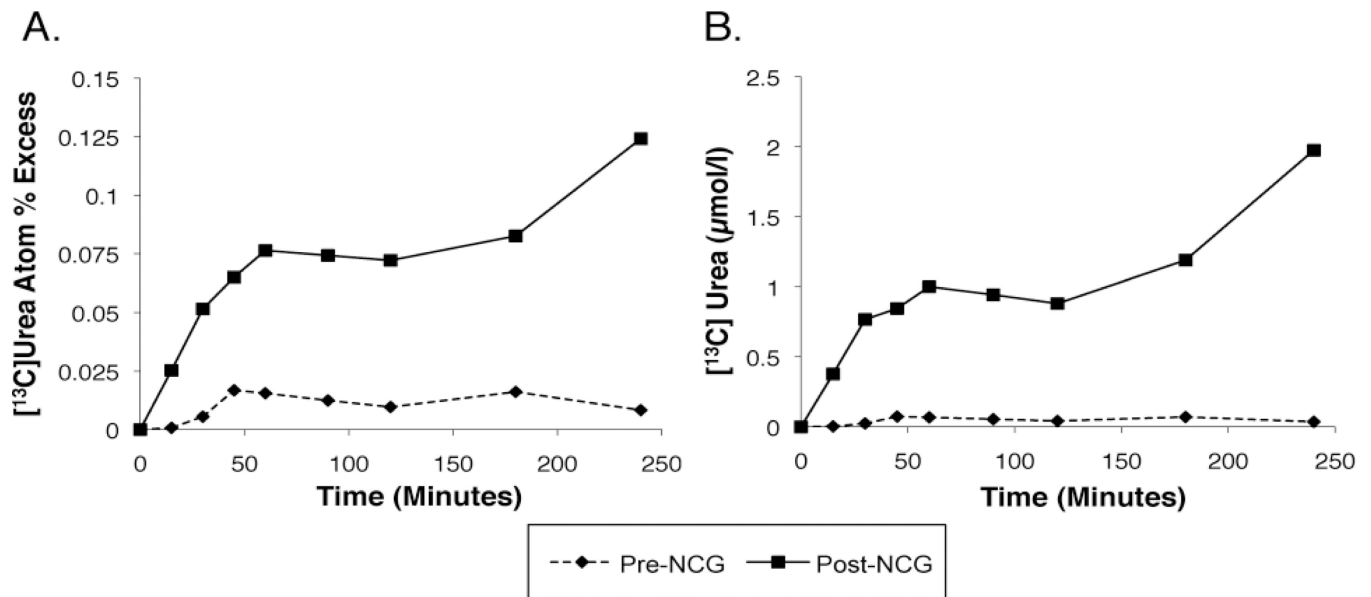 A.
[¹³C]Urea Atom % Excess
0.15
0.125
0.1
0.075
0.05
0.025
0
0 50 100 150 200 250
Time (Minutes)
B.
[¹³C] Urea (µmol/l)
2.5
2
1.5
1
0.5
0
0 50 100 150 200 250
Time (Minutes)
Pre-NCG Post-NCG